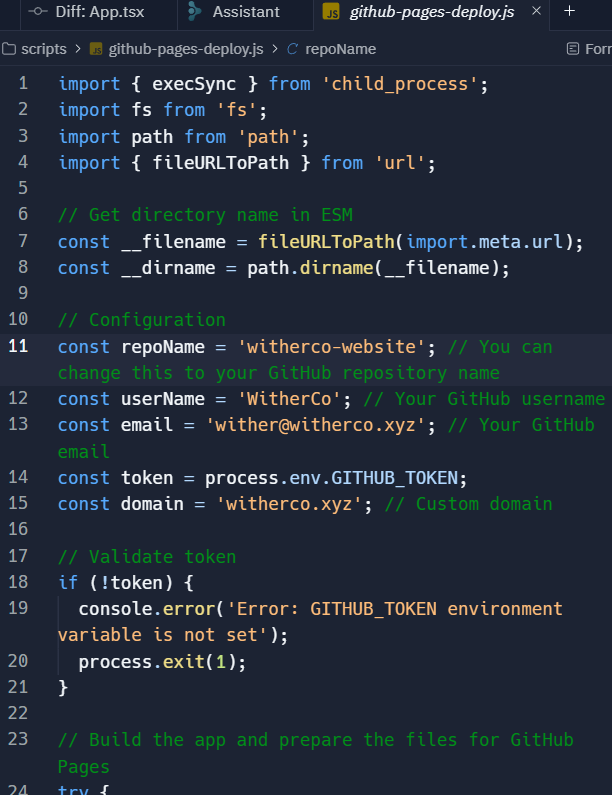 Diff: App.tsx
Assistant
JS github-pages-deploy.js
scripts > JS github-pages-deploy.js > repoName
1 import { execSync } from 'child_process';
2 import fs from 'fs';
3 import path from 'path';
4 import { fileURLToPath } from 'url';
5
6 // Get directory name in ESM
7 const __filename = fileURLToPath(import.meta.url);
8 const __dirname = path.dirname(__filename);
9
10 // Configuration
11 const repoName = 'witherco-website'; // You can
change this to your GitHub repository name
12 const userName = 'WitherCo'; // Your GitHub username
13 const email = 'wither@witherco.xyz'; // Your GitHub
email
14 const token = process.env.GITHUB_TOKEN;
15 const domain = 'witherco.xyz'; // Custom domain
16
17 // Validate token
18 if (!token) {
19 console.error('Error: GITHUB_TOKEN environment
variable is not set');
20 process.exit(1);
21 }
22
23 // Build the app and prepare the files for GitHub
Pages
24 try {